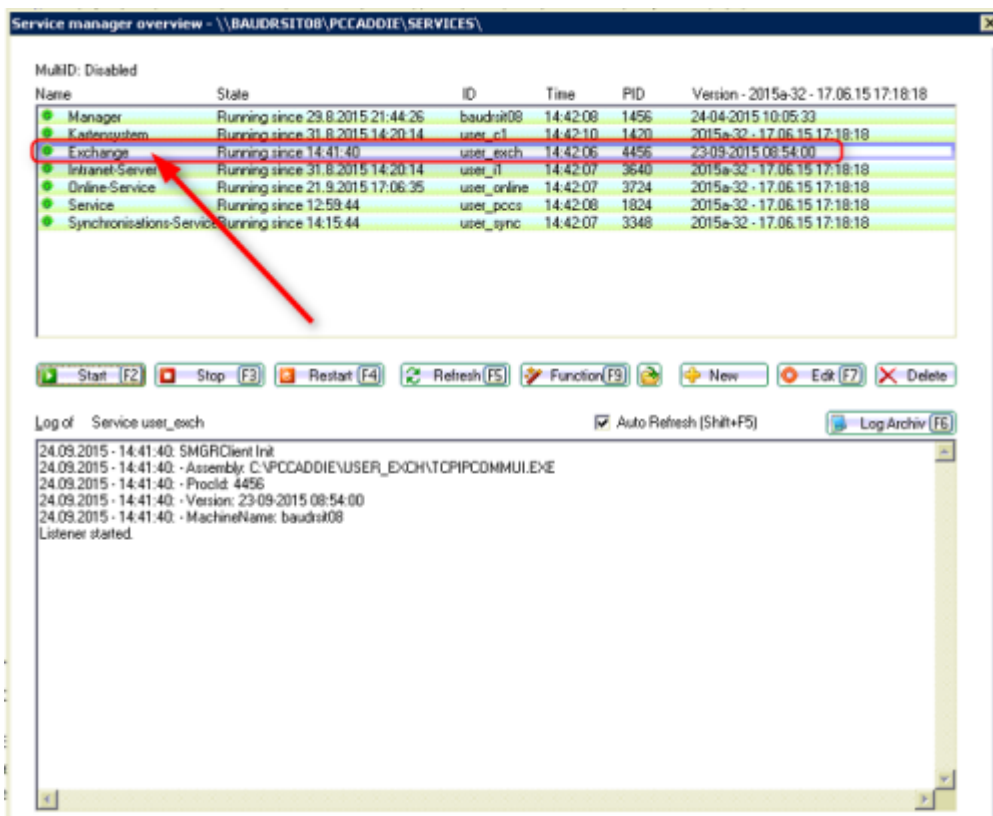 Service manager overview - \\BAUDRSIT08\PCCADDIE\SERVICES\
MultiID: Disabled
Name State ID Time PID Version - 2015a-32 - 17.06.15 17:18:18
Manager Running since 29.8.2015 21:44:26 baudrsit08 14:42:08 1456 24-04-2015 10:05:33
Kartensystem Running since 31.8.2015 14:20:14 user_c1 14:42:10 1420 2015a-32 - 17.06.15 17:18:18
Exchange Running since 14:41:40 user_exch 14:42:06 4456 23-09-2015 08:54:00
Intranet-Server Running since 31.8.2015 14:20:14 user_i1 14:42:07 3640 2015a-32 - 17.06.15 17:18:18
Online-Service Running since 21.9.2015 17:06:35 user_online 14:42:07 3724 2015a-32 - 17.06.15 17:18:18
Service Running since 12:59:44 user_pccs 14:42:08 1824 2015a-32 - 17.06.15 17:18:18
Synchronisations-Service Running since 14:15:44 user_sync 14:42:07 3348 2015a-32 - 17.06.15 17:18:18
Start F2 Stop F3 Restart F4 Refresh F5 Function F9 New Edit F7 Delete
Log of Service user_exch Auto Refresh (Shift+F5) Log Archiv F6
24.09.2015 - 14:41:40: SMGRClient Init
24.09.2015 - 14:41:40: - Assembly: C:\PCCADDIE\USER_EXCH\TCPIPCOMMUI.EXE
24.09.2015 - 14:41:40: - ProcId: 4456
24.09.2015 - 14:41:40: - Version: 23-09-2015 08:54:00
24.09.2015 - 14:41:40: - MachineName: baudrsit08
Listener started.